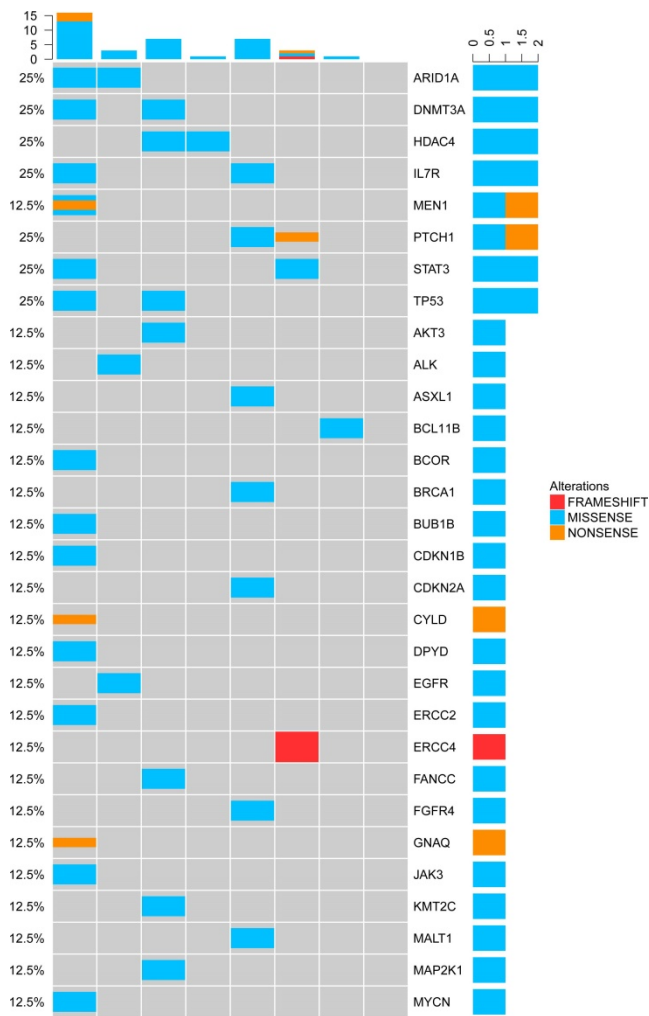 15
10
5
0
0
0.5
1
1.5
2
25% ARID1A
25% DNMT3A
25% HDAC4
25% IL7R
12.5% MEN1
25% PTCH1
25% STAT3
25% TP53
12.5% AKT3
12.5% ALK
12.5% ASXL1
12.5% BCL11B
12.5% BCOR
12.5% BRCA1
12.5% BUB1B
12.5% CDKN1B
12.5% CDKN2A
12.5% CYLD
12.5% DPYD
12.5% EGFR
12.5% ERCC2
12.5% ERCC4
12.5% FANCC
12.5% FGFR4
12.5% GNAQ
12.5% JAK3
12.5% KMT2C
12.5% MALT1
12.5% MAP2K1
12.5% MYCN
Alterations
FRAMESHIFT
MISSENSE
NONSENSE